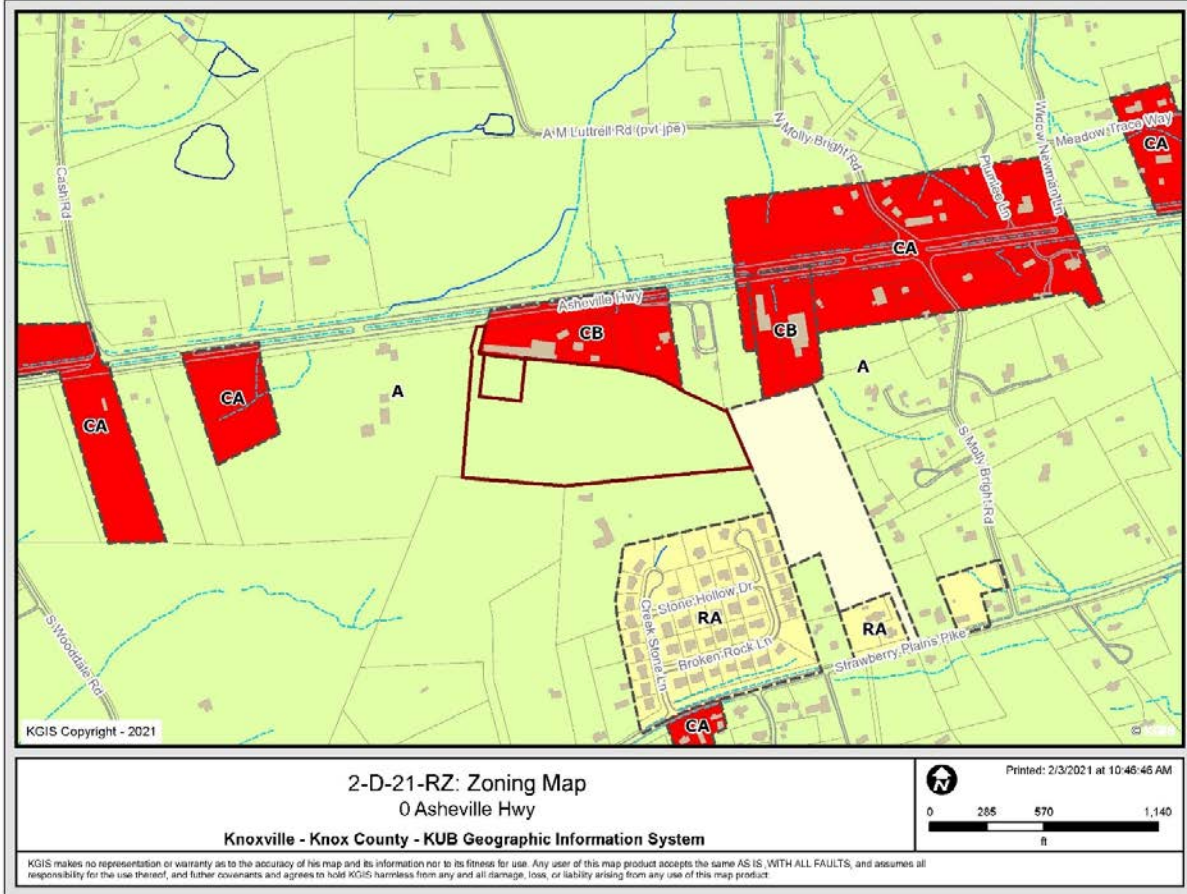 A M Luttrell Rd (pvt jpe)
N Molly Bright Rd
Widow Newman Ln
Meadow Trace Way
CA
Plumlee Ln
Cash Rd
CA
Asheville Hwy
CB
CB
A
A
CA
CA
S Molly Bright Rd
Stone Hollow Dr
RA
Creek Stone Ln
RA
Broken Rock Ln
Strawberry Plains Pike
S Wooddale Rd
CA
KGIS Copyright - 2021
© KGIS
2-D-21-RZ: Zoning Map
0 Asheville Hwy
Knoxville - Knox County - KUB Geographic Information System
N
Printed: 2/3/2021 at 10:46:46 AM
0 285 570 1,140
ft
KGIS makes no representation or warranty as to the accuracy of his map and its information nor to its fitness for use. Any user of this map product accepts the same AS IS ,WITH ALL FAULTS, and assumes all
responsibility for the use thereof, and futher covenants and agrees to hold KGIS harmless from any and all damage, loss, or liability arising from any use of this map product.